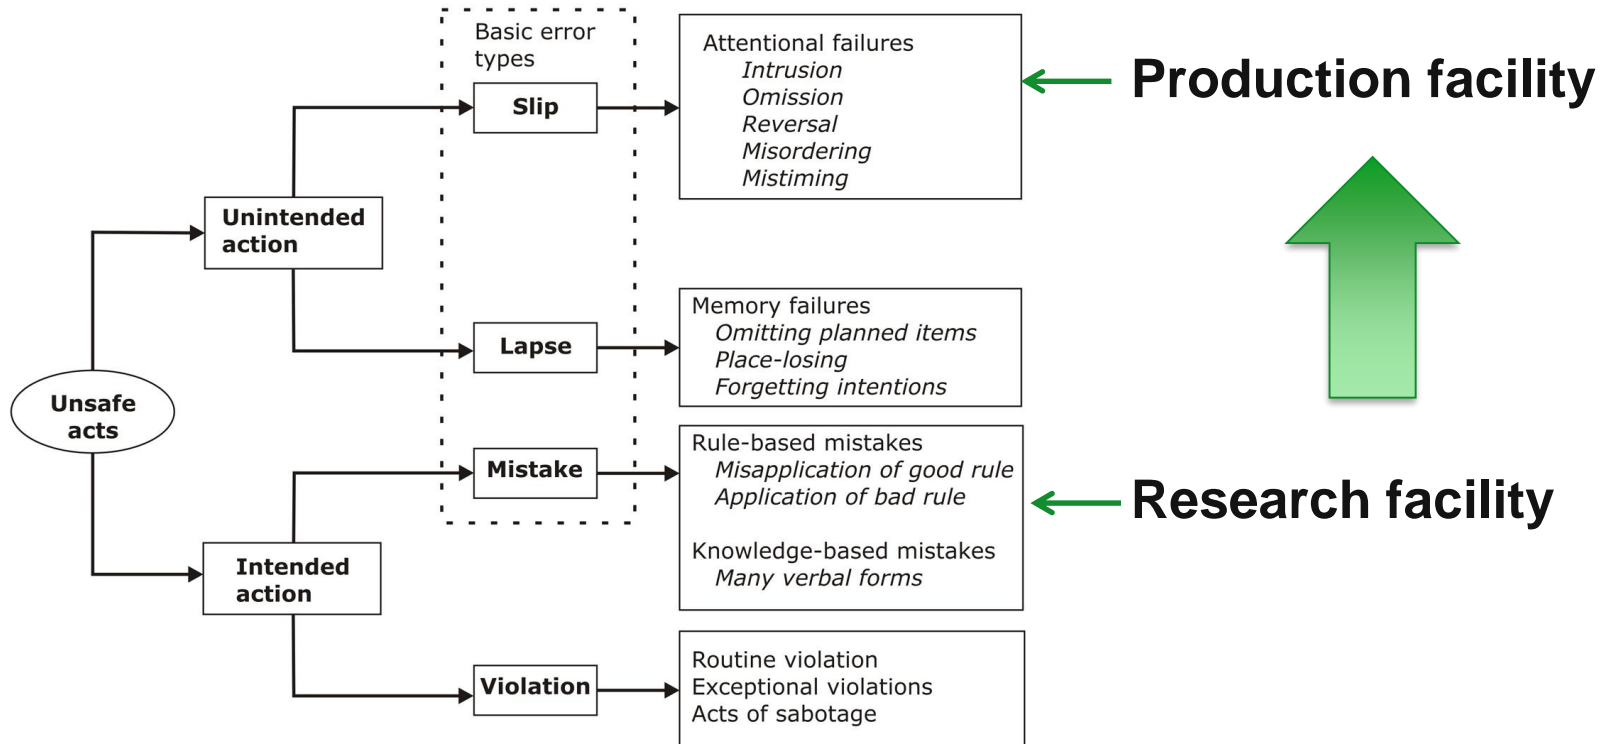 Basic error
types
Slip
Attentional failures
Intrusion
Omission
Reversal
Misordering
Mistiming
Production facility
Unintended
action
Lapse
Memory failures
Omitting planned items
Place-losing
Forgetting intentions
Unsafe
acts
Mistake
Rule-based mistakes
Misapplication of good rule
Application of bad rule
Knowledge-based mistakes
Many verbal forms
Research facility
Intended
action
Violation
Routine violation
Exceptional violations
Acts of sabotage